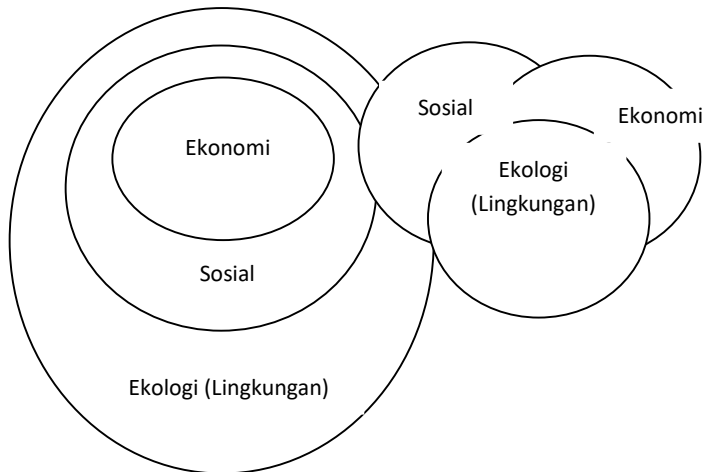 Ekonomi
Sosial
Ekologi (Lingkungan)
Sosial
Ekonomi
Ekologi
(Lingkungan)